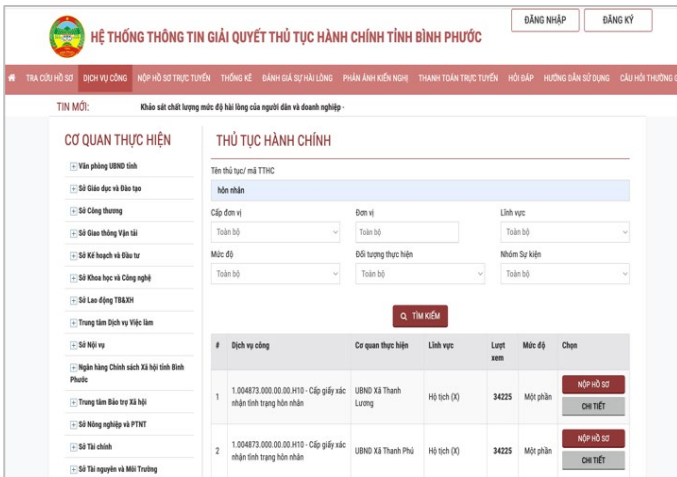 ĐĂNG NHẬP ĐĂNG KÝ
HỆ THỐNG THÔNG TIN GIẢI QUYẾT THỦ TỤC HÀNH CHÍNH TỈNH BÌNH PHƯỚC
TRA CỨU HỒ SƠ DỊCH VỤ CÔNG NỘP HỒ SƠ TRỰC TUYẾN THỐNG KÊ ĐÁNH GIÁ SỰ HÀI LÒNG PHẢN ÁNH KIẾN NGHỊ THANH TOÁN TRỰC TUYẾN HỎI ĐÁP HƯỚNG DẪN SỬ DỤNG CÂU HỎI THƯỜNG G
TIN MỚI: Khảo sát chất lượng mức độ hài lòng của người dân và doanh nghiệp -
CƠ QUAN THỰC HIỆN
Văn phòng UBND tỉnh
Sở Giáo dục và Đào tạo
Sở Công thương
Sở Giao thông Vận tải
Sở Kế hoạch và Đầu tư
Sở Khoa học và Công nghệ
Sở Lao động TB&XH
Trung tâm Dịch vụ Việc làm
Sở Nội vụ
Ngân hàng Chính sách Xã hội tỉnh Bình
Phước
Trung tâm Bảo trợ Xã hội
Sở Nông nghiệp và PTNT
Sở Tài chính
Sở Tài nguyên và Môi Trường
THỦ TỤC HÀNH CHÍNH
Tên thủ tục/ mã TTHC
hôn nhân
Cấp đơn vị Đơn vị Lĩnh vực
Toàn bộ Toàn bộ Toàn bộ
Mức độ Đối tượng thực hiện Nhóm Sự kiện
Toàn bộ Toàn bộ Toàn bộ
TÌM KIẾM
# Dịch vụ công Cơ quan thực hiện Lĩnh vực Lượt Mức độ Chọn
xem
1 1.004873.000.00.00.H10 - Cấp giấy xác
nhận tình trạng hôn nhân UBND Xã Thanh
Lương Hộ tịch (X) 34225 Một phần NỘP HỒ SƠ
CHI TIẾT
2 1.004873.000.00.00.H10 - Cấp giấy xác
nhận tình trạng hôn nhân UBND Xã Thanh Phú Hộ tịch (X) 34225 Một phần NỘP HỒ SƠ
CHI TIẾT